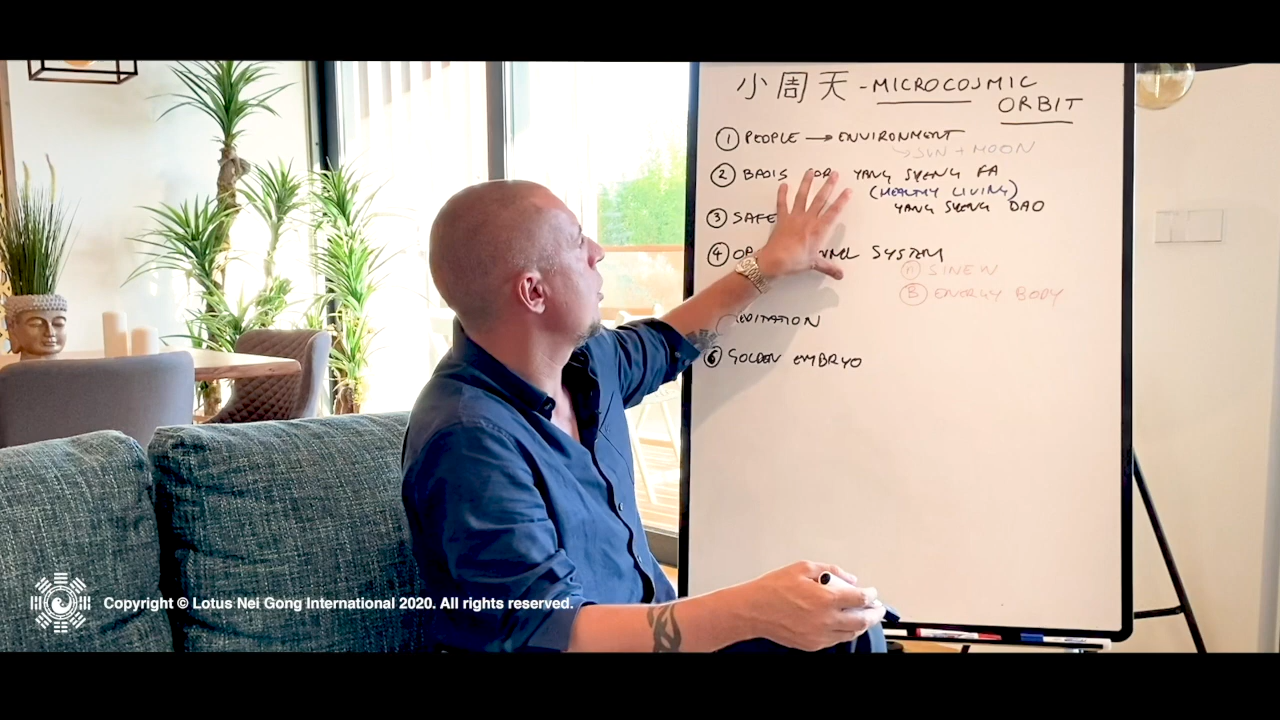 小周天 - MICROCOSMIC
ORBIT
① PEOPLE → ENVIRONMENT
↘ SUN + MOON
② BASIS FOR YANG SHENG FA
(HEALTHY LIVING)
YANG SHENG DAO
③ SAFE
④ SYSTEM
Ⓐ SINEW
Ⓑ ENERGY BODY
MEDITATION
⑥ GOLDEN EMBRYO
Copyright © Lotus Nei Gong International 2020. All rights reserved.